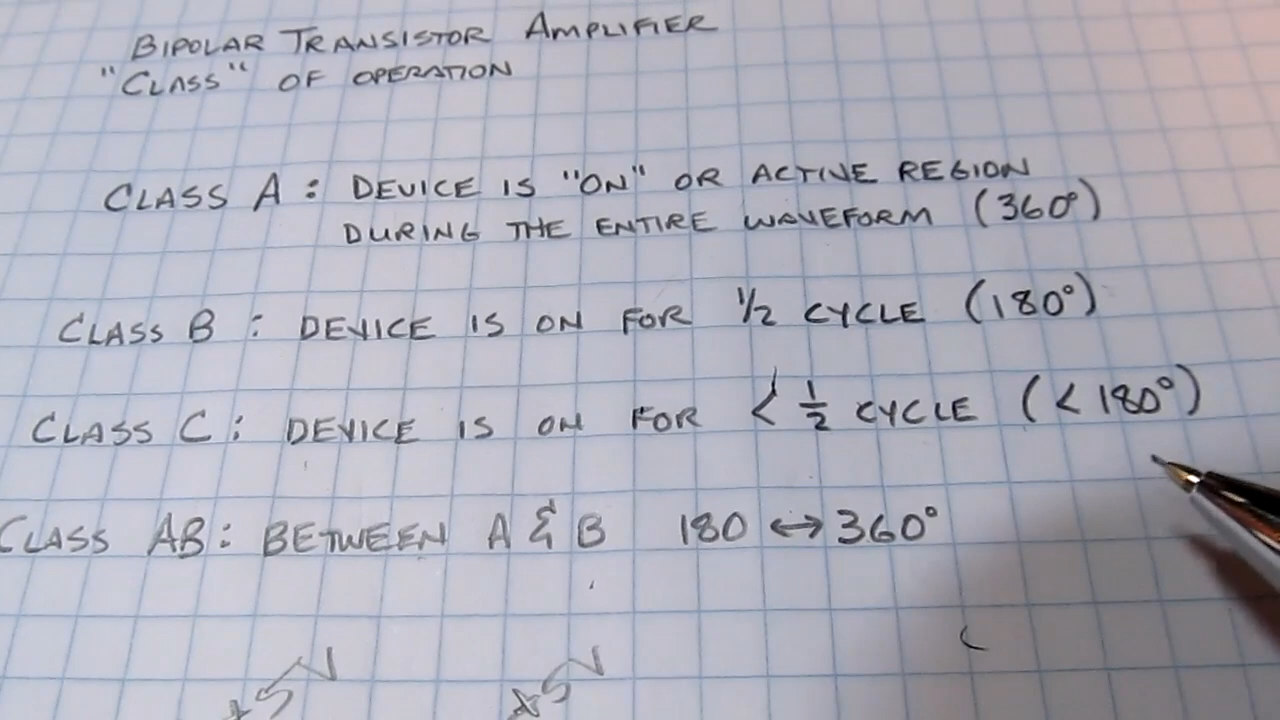 BIPOLAR TRANSISTOR AMPLIFIER
"CLASS" OF OPERATION
CLASS A: DEVICE IS "ON" OR ACTIVE REGION
DURING THE ENTIRE WAVEFORM (360°)
CLASS B: DEVICE IS ON FOR 1/2 CYCLE (180°)
CLASS C: DEVICE IS ON FOR < 1/2 CYCLE (< 180°)
CLASS AB: BETWEEN A & B 180 ↔ 360°
+5V
+5V